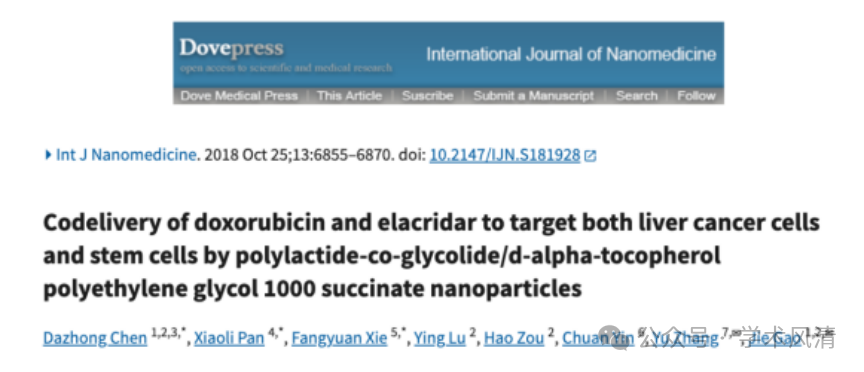 Dovepress
open access to scientific and medical research
International Journal of Nanomedicine
Dove Medical Press | This Article | Suscribe | Submit a Manuscript | Search | Follow
Int J Nanomedicine. 2018 Oct 25;13:6855–6870. doi: 10.2147/IJN.S181928
Codelivery of doxorubicin and elacridar to target both liver cancer cells
and stem cells by polylactide-co-glycolide/d-alpha-tocopherol
polyethylene glycol 1000 succinate nanoparticles
Dazhong Chen 1,2,3,*, Xiaoli Pan 4,*, Fangyuan Xie 5,*, Ying Lu 2, Hao Zou 2, Chuan Yin 6, Yu Zhang 7,✉, Jie Gao 1,2,✉
公众号 · 学术风清